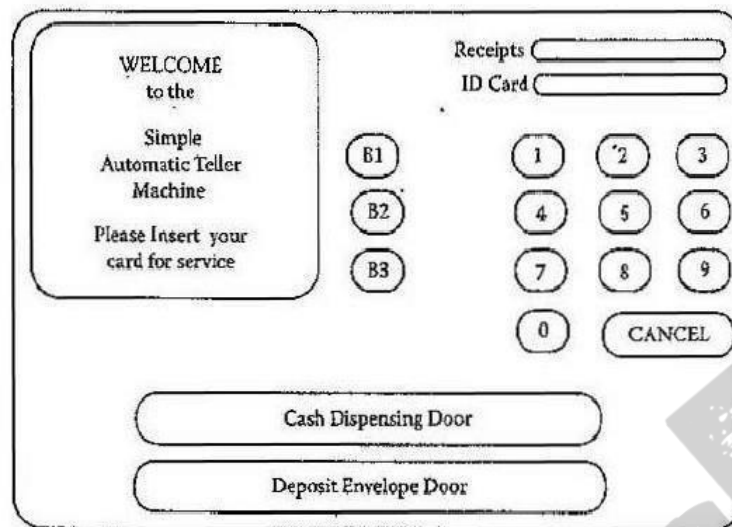 WELCOME
to the
Simple
Automatic Teller
Machine
Please Insert your
card for service
Receipts
ID Card
B1
B2
B3
1 2 3
4 5 6
7 8 9
0 CANCEL
Cash Dispensing Door
Deposit Envelope Door